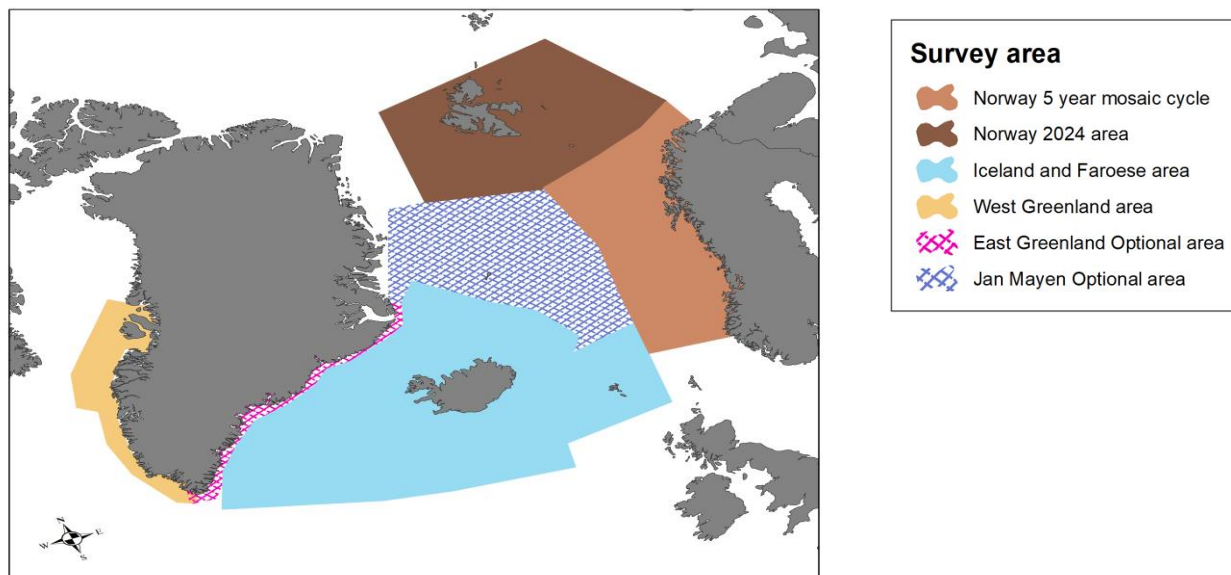 Survey area
Norway 5 year mosaic cycle
Norway 2024 area
Iceland and Faroese area
West Greenland area
East Greenland Optional area
Jan Mayen Optional area
N
W
E
S